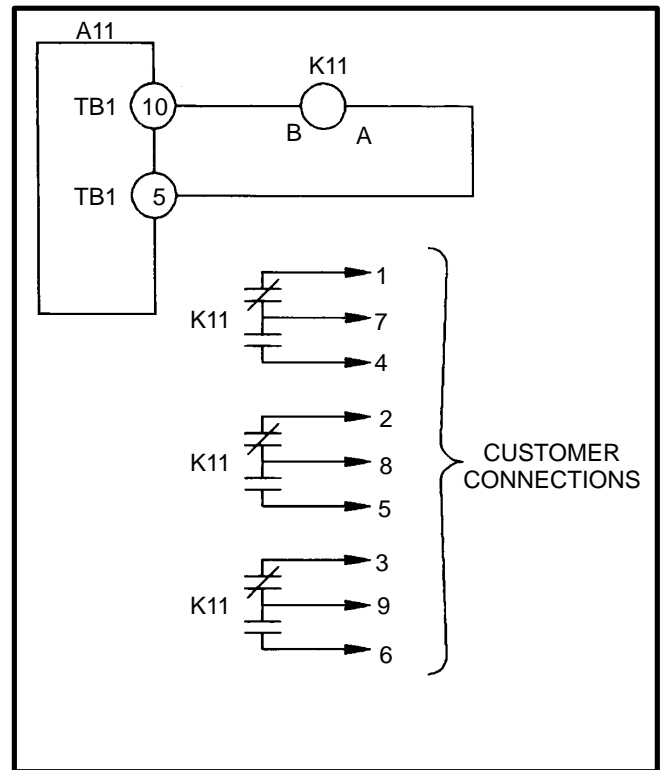 A11
K11
TB1 10
B A
TB1 5
1
K11 7
4
2
K11 8
5
CUSTOMER
CONNECTIONS
3
K11 9
6